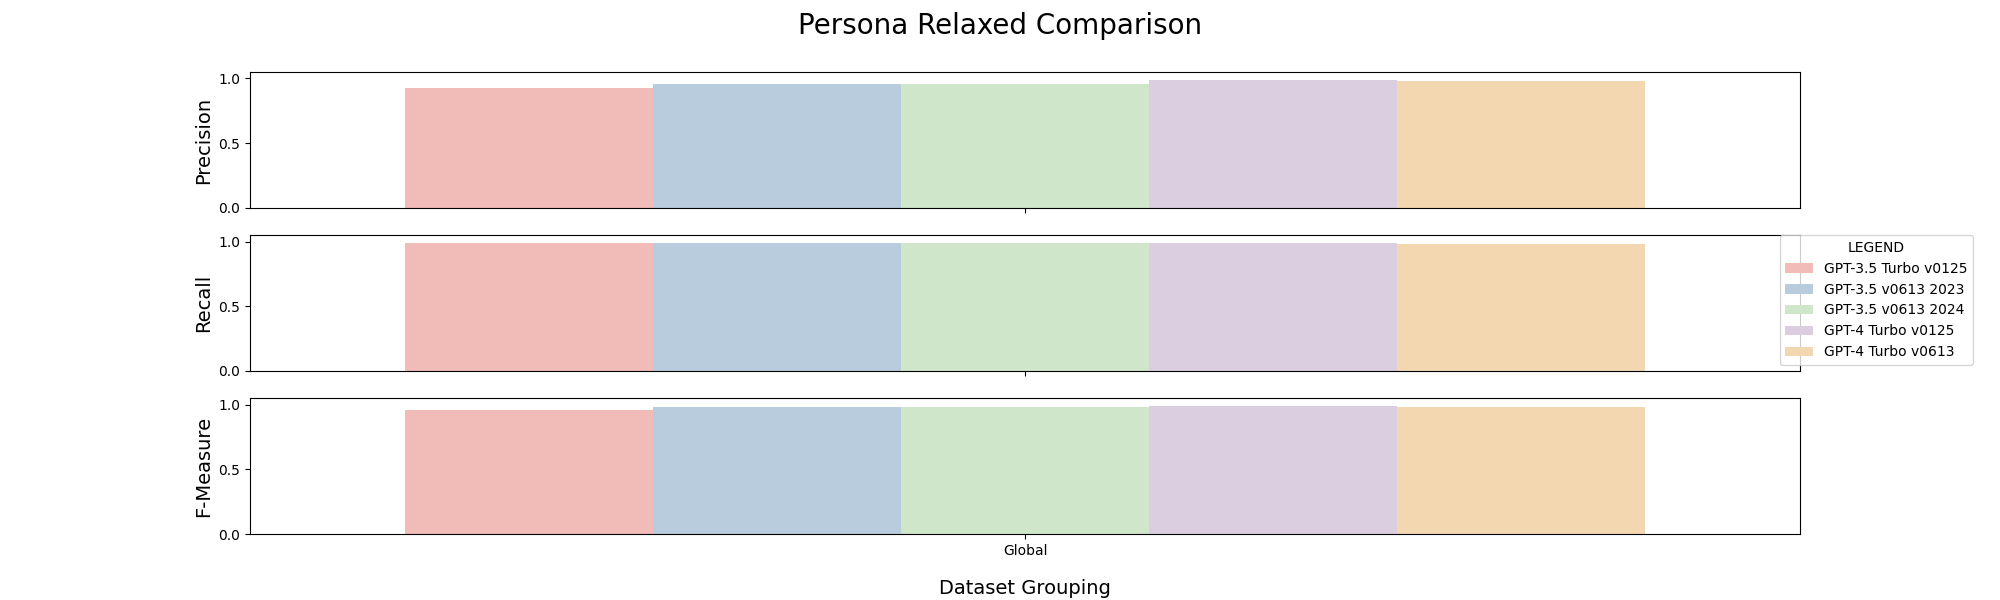 Persona Relaxed Comparison
Precision
1.0
0.5
0.0
Recall
1.0
0.5
0.0
LEGEND
GPT-3.5 Turbo v0125
GPT-3.5 v0613 2023
GPT-3.5 v0613 2024
GPT-4 Turbo v0125
GPT-4 Turbo v0613
F-Measure
1.0
0.5
0.0
Global
Dataset Grouping